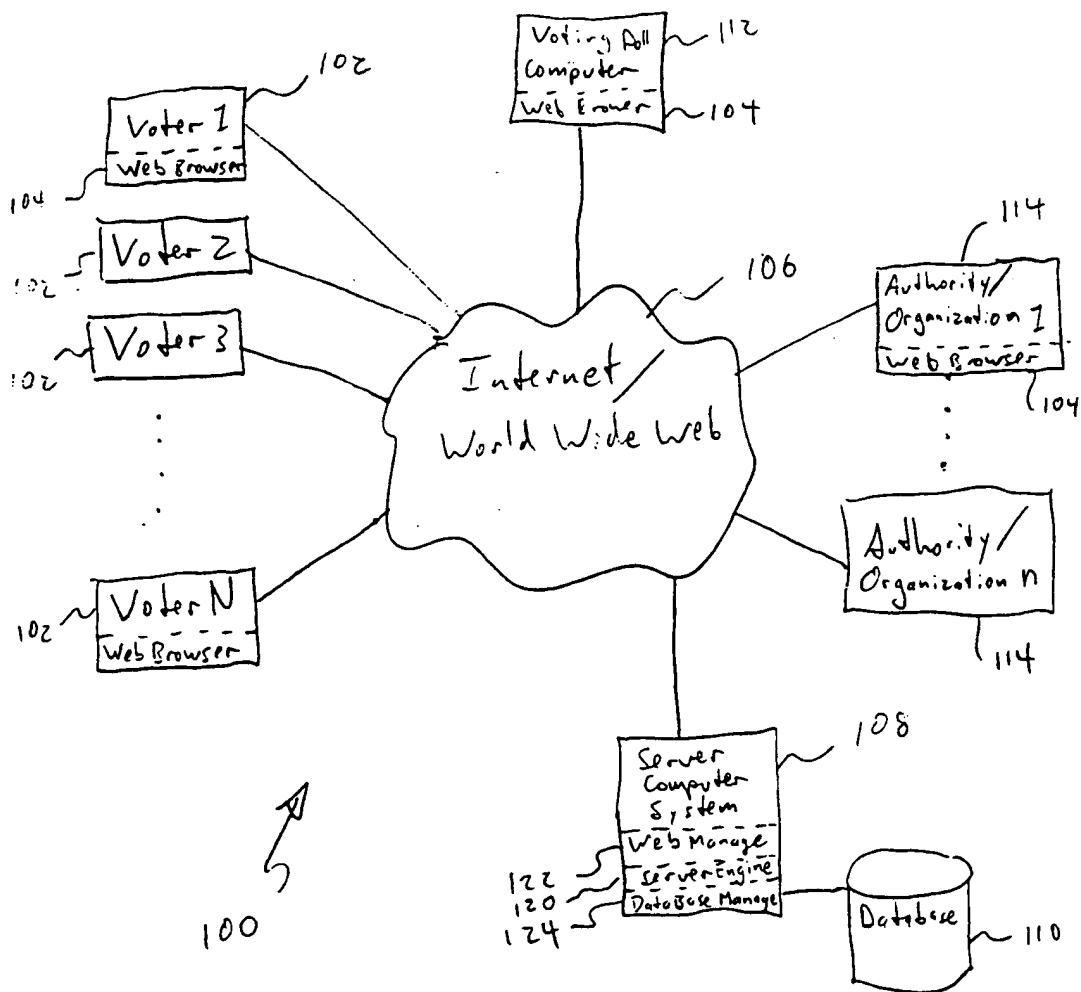 Voting Poll
Computer
Web Brower
112
104
102
Voter 1
Web Browser
104
Voter 2
102
Voter 3
102
Voter N
Web Browser
102
106
Internet/
World Wide Web
114
Authority/
Organization 1
Web Browser
104
Authority/
Organization n
114
108
Server
Computer
System
Web Manage
Server Engine
DataBase Manage
122
120
124
Database
110
100